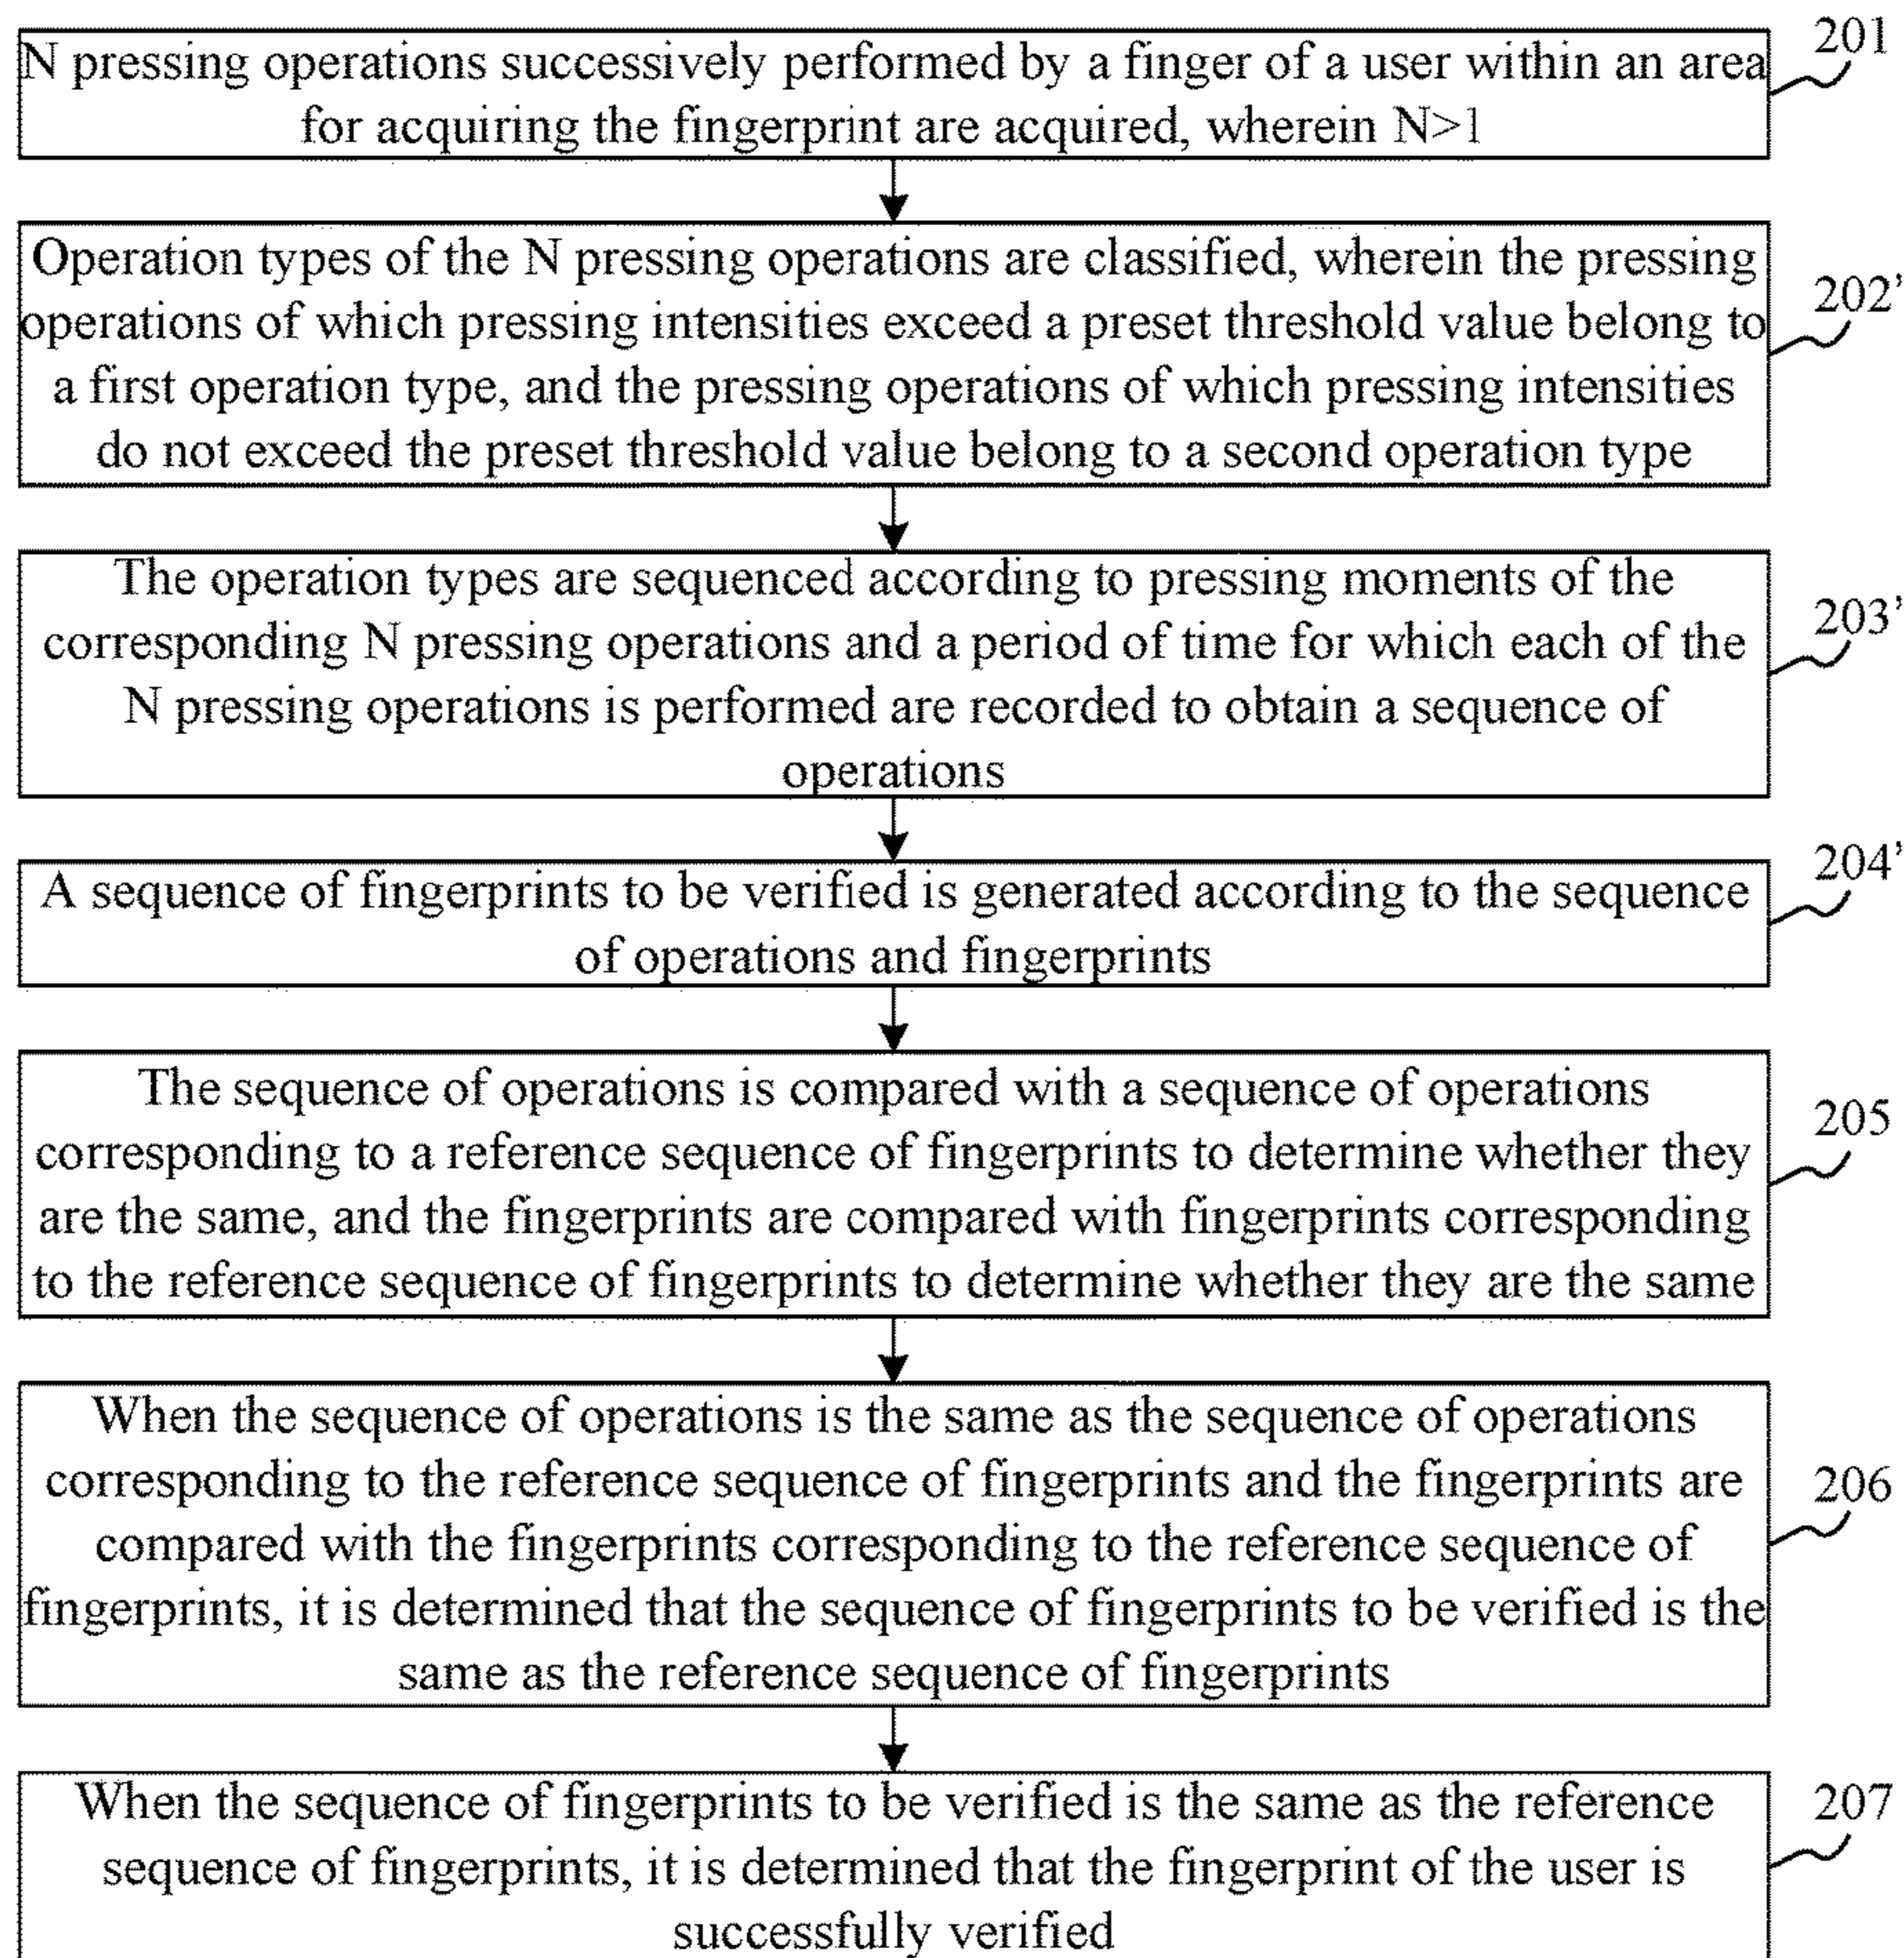 201
N pressing operations successively performed by a finger of a user within an area
for acquiring the fingerprint are acquired, wherein N>1
Operation types of the N pressing operations are classified, wherein the pressing
202'
operations of which pressing intensities exceed a preset threshold value belong to
a first operation type, and the pressing operations of which pressing intensities
do not exceed the preset threshold value belong to a second operation type
The operation types are sequenced according to pressing moments of the
203'
corresponding N pressing operations and a period of time for which each of the
N pressing operations is performed are recorded to obtain a sequence of
operations
204'
A sequence of fingerprints to be verified is generated according to the sequence
of operations and fingerprints
The sequence of operations is compared with a sequence of operations
205
corresponding to a reference sequence of fingerprints to determine whether they
are the same, and the fingerprints are compared with fingerprints corresponding
to the reference sequence of fingerprints to determine whether they are the same
When the sequence of operations is the same as the sequence of operations
corresponding to the reference sequence of fingerprints and the fingerprints are
206
compared with the fingerprints corresponding to the reference sequence of
fingerprints, it is determined that the sequence of fingerprints to be verified is the
same as the reference sequence of fingerprints
When the sequence of fingerprints to be verified is the same as the reference
207
sequence of fingerprints, it is determined that the fingerprint of the user is
successfully verified